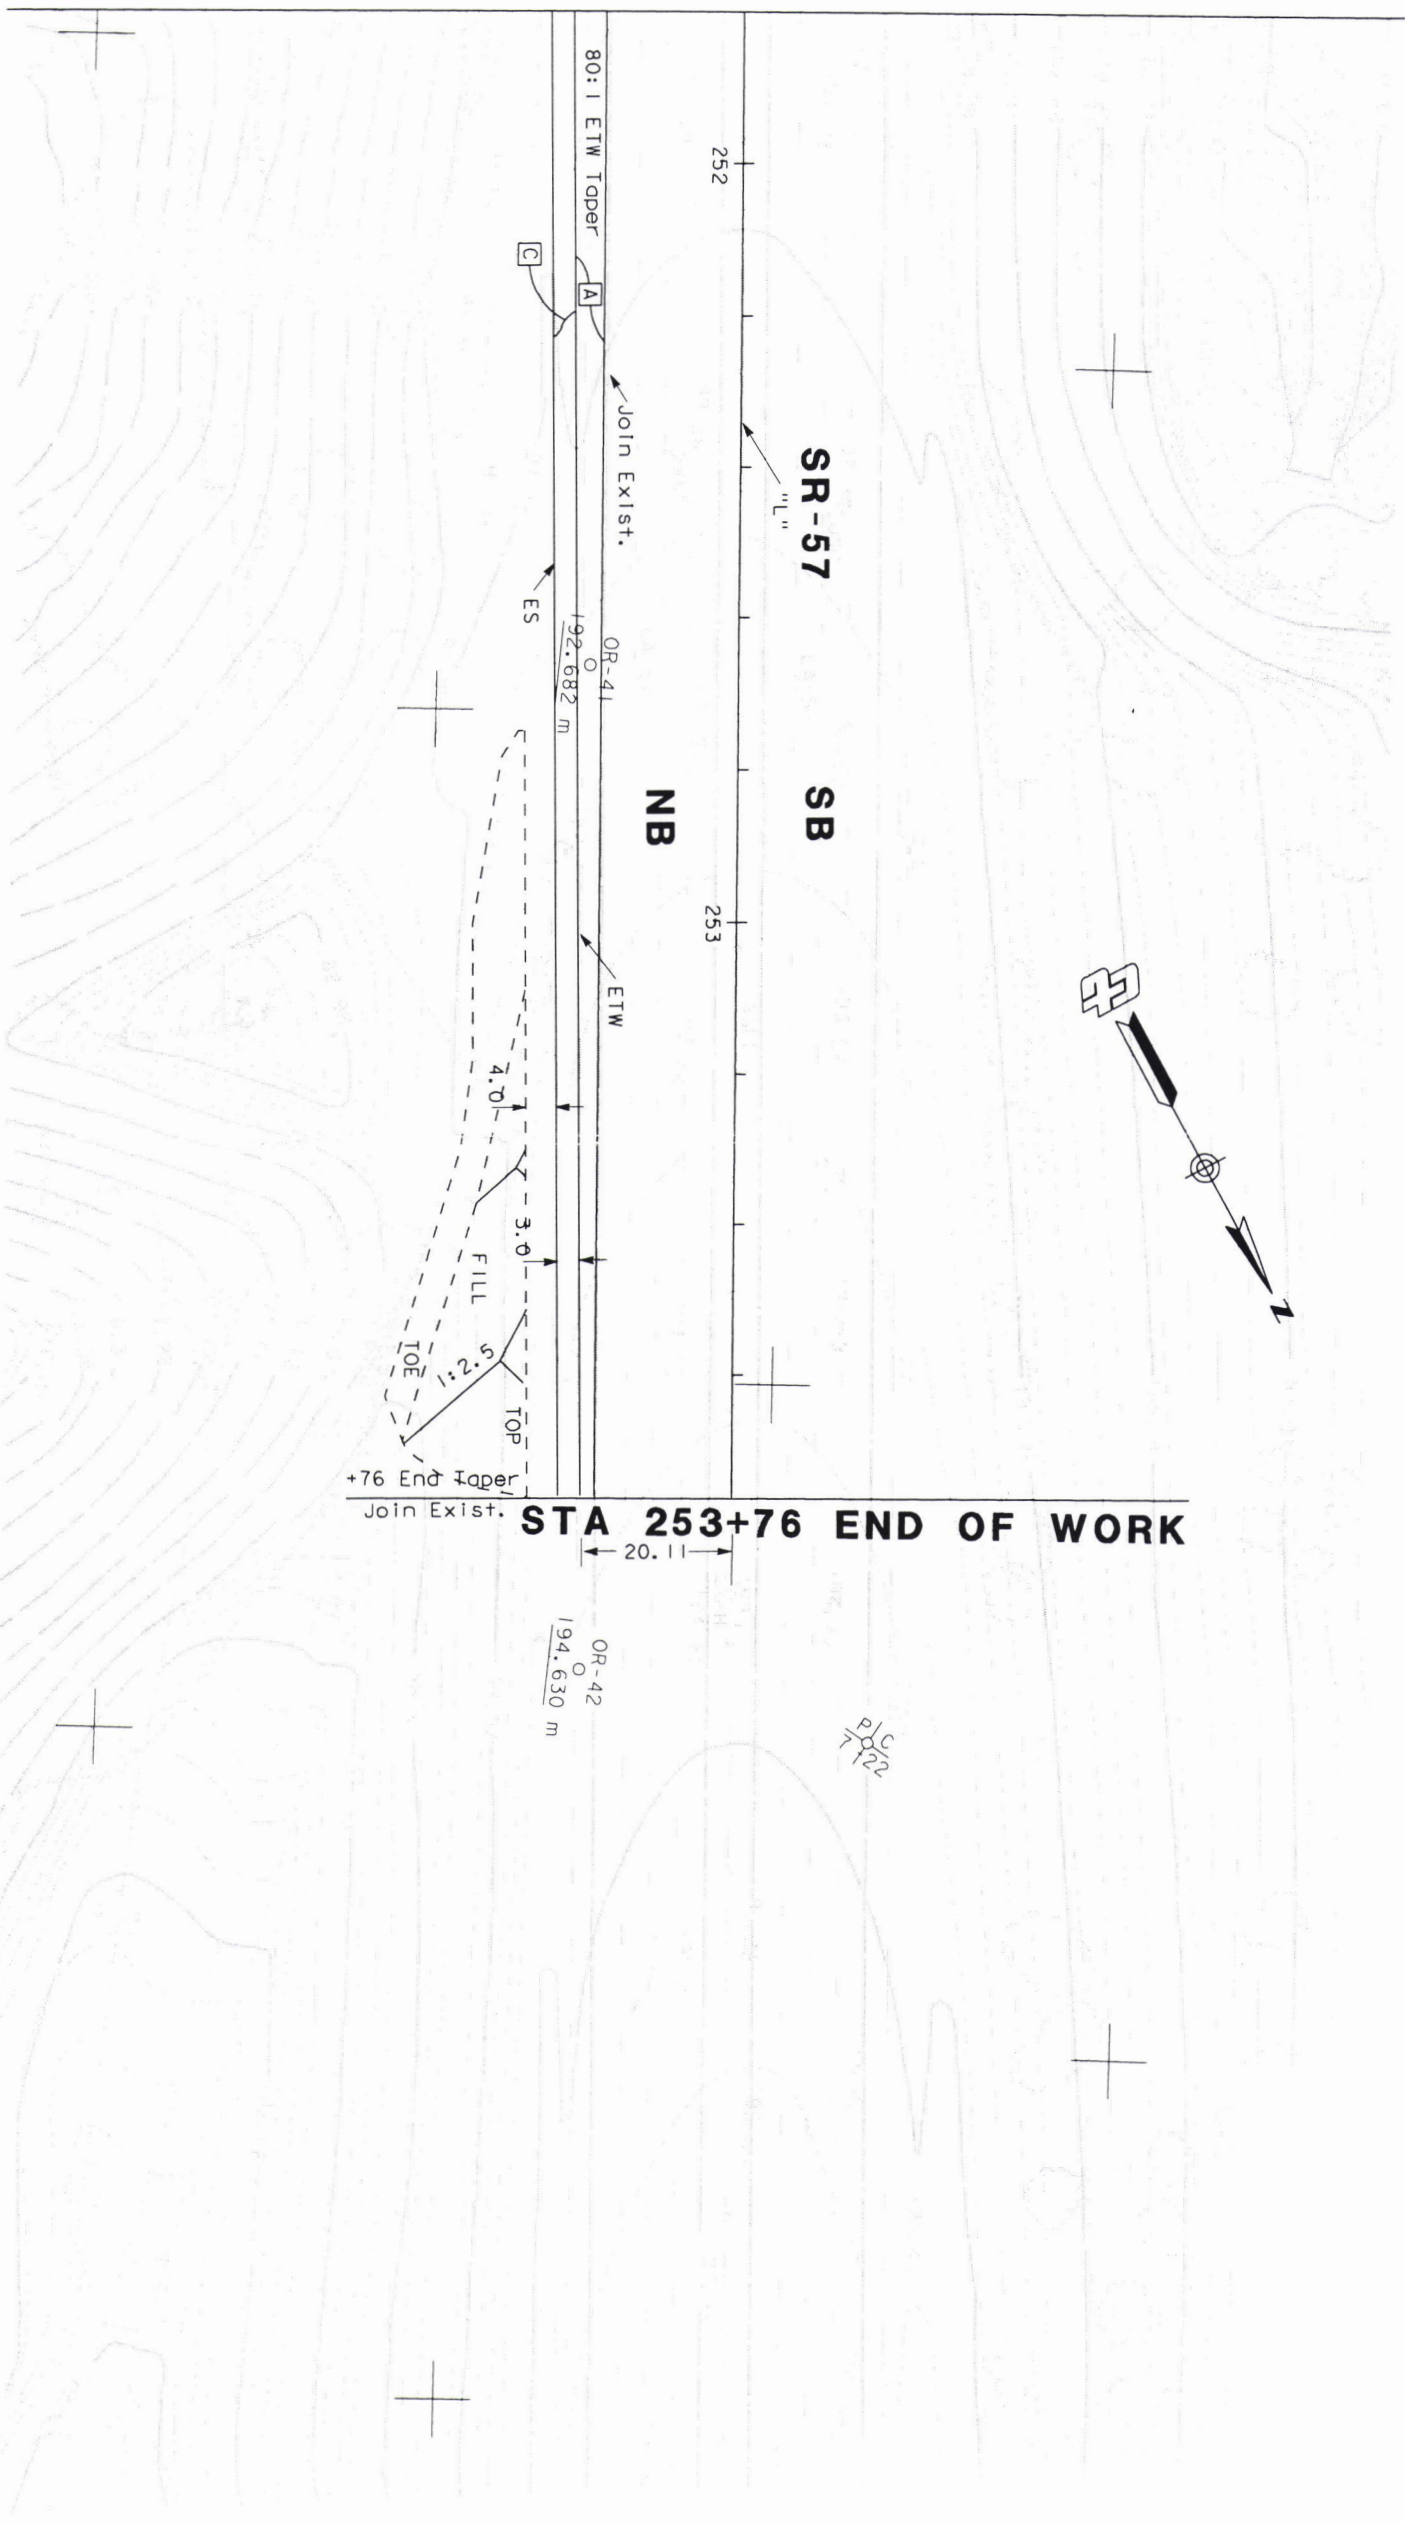 80:1 ETW Taper
252
C
A
Join Exist.
"L"
SR-57
ES
OR-41
192.682 m
NB
SB
253
ETW
4.0
3.0
FILL
1:2.5
TOE
TOP
+76 End Taper
Join Exist.
STA 253+76 END OF WORK
20.11
OR-42
194.630 m
P C
7 22
N